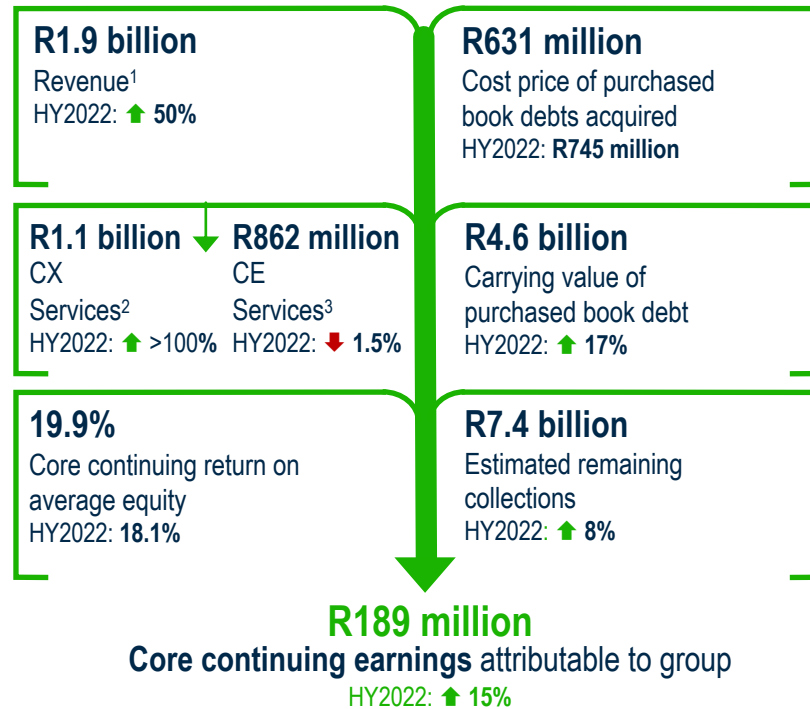 R1.9 billion
Revenue¹
HY2022: ⬆ 50%
R631 million
Cost price of purchased
book debts acquired
HY2022: R745 million
R1.1 billion
CX
Services²
HY2022: ⬆ >100%
R862 million
CE
Services³
HY2022: ⬇ 1.5%
R4.6 billion
Carrying value of
purchased book debt
HY2022: ⬆ 17%
19.9%
Core continuing return on
average equity
HY2022: 18.1%
R7.4 billion
Estimated remaining
collections
HY2022: ⬆ 8%
R189 million
Core continuing earnings attributable to group
HY2022: ⬆ 15%